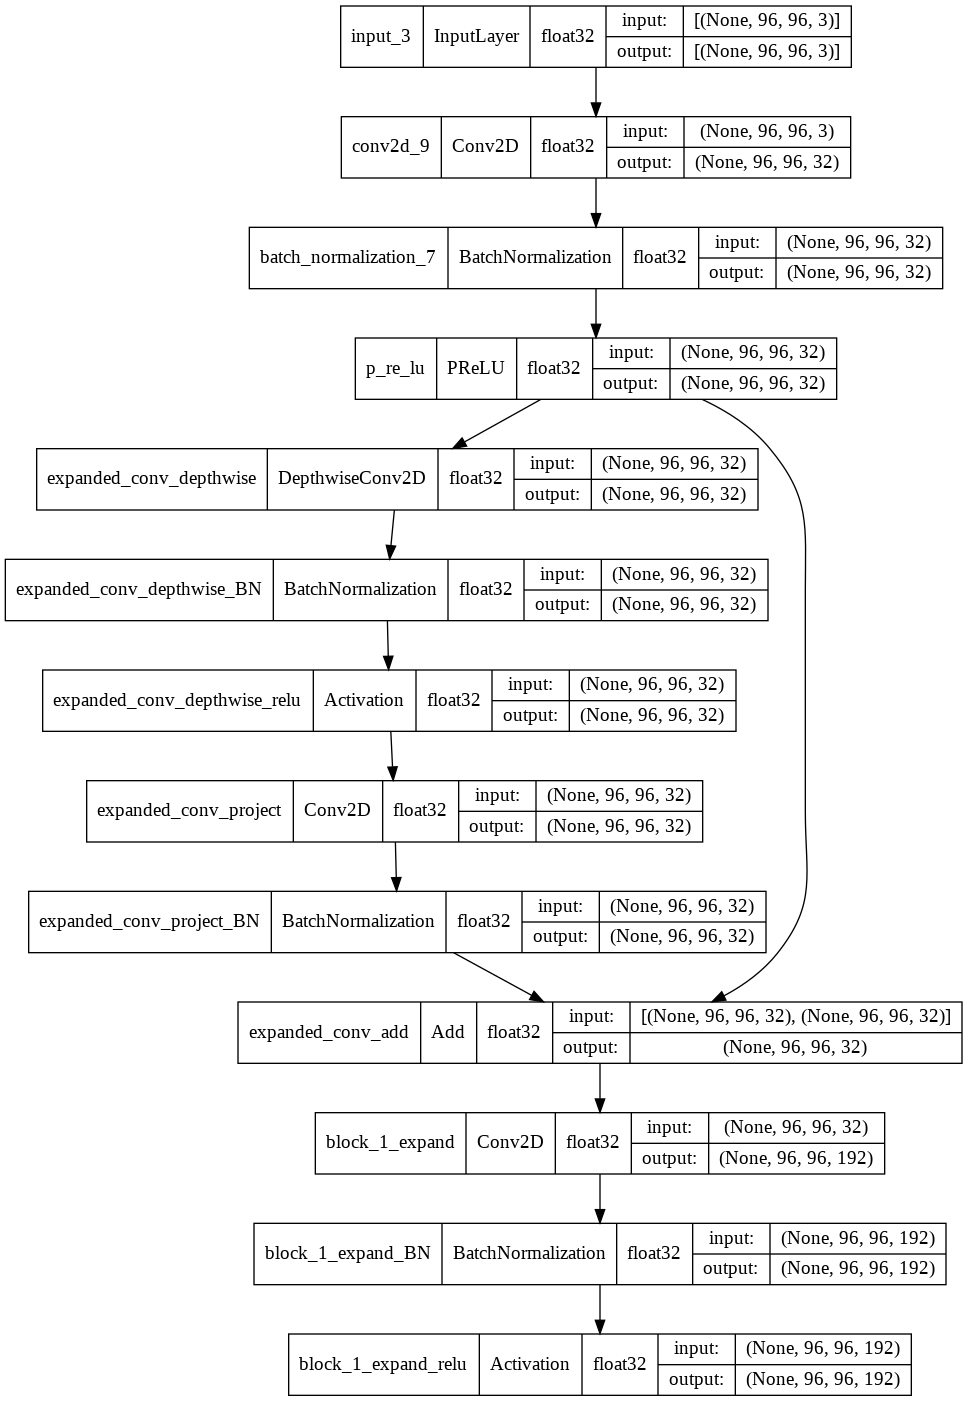 input_3 InputLayer float32 input: [(None, 96, 96, 3)]
output: [(None, 96, 96, 3)]
conv2d_9 Conv2D float32 input: (None, 96, 96, 3)
output: (None, 96, 96, 32)
batch_normalization_7 BatchNormalization float32 input: (None, 96, 96, 32)
output: (None, 96, 96, 32)
p_re_lu PReLU float32 input: (None, 96, 96, 32)
output: (None, 96, 96, 32)
expanded_conv_depthwise DepthwiseConv2D float32 input: (None, 96, 96, 32)
output: (None, 96, 96, 32)
expanded_conv_depthwise_BN BatchNormalization float32 input: (None, 96, 96, 32)
output: (None, 96, 96, 32)
expanded_conv_depthwise_relu Activation float32 input: (None, 96, 96, 32)
output: (None, 96, 96, 32)
expanded_conv_project Conv2D float32 input: (None, 96, 96, 32)
output: (None, 96, 96, 32)
expanded_conv_project_BN BatchNormalization float32 input: (None, 96, 96, 32)
output: (None, 96, 96, 32)
expanded_conv_add Add float32 input: [(None, 96, 96, 32), (None, 96, 96, 32)]
output: (None, 96, 96, 32)
block_1_expand Conv2D float32 input: (None, 96, 96, 32)
output: (None, 96, 96, 192)
block_1_expand_BN BatchNormalization float32 input: (None, 96, 96, 192)
output: (None, 96, 96, 192)
block_1_expand_relu Activation float32 input: (None, 96, 96, 192)
output: (None, 96, 96, 192)